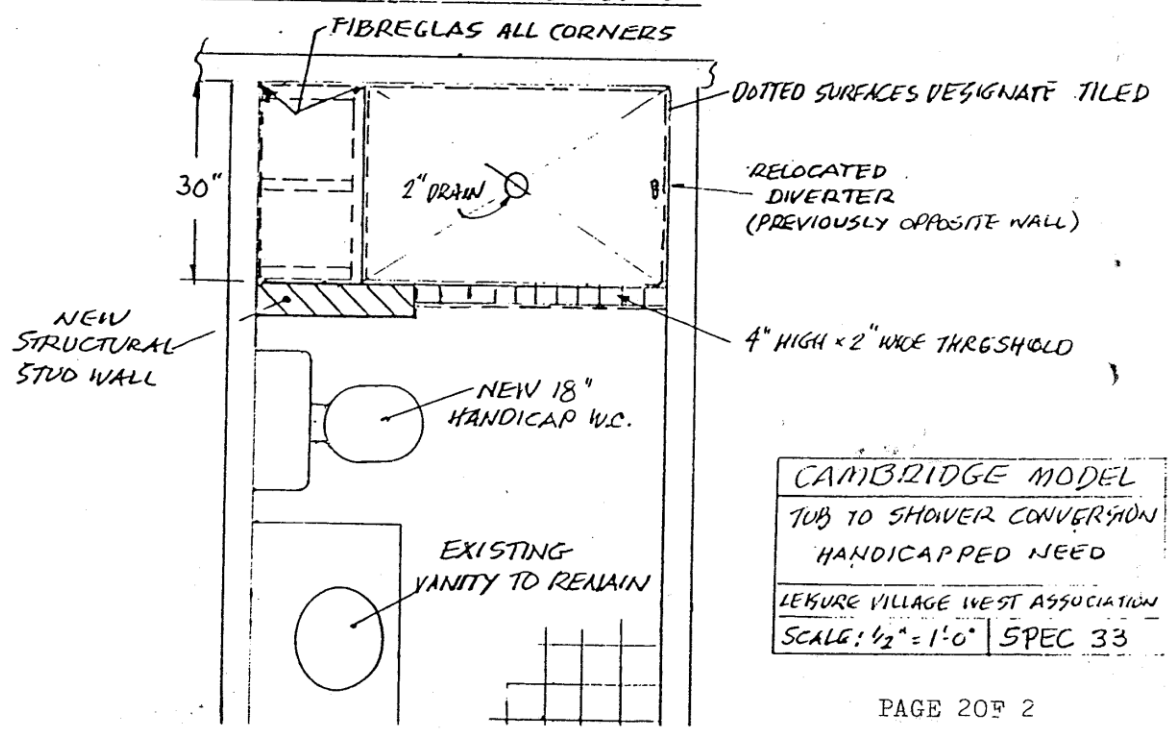 FIBREGLAS ALL CORNERS
DOTTED SURFACES DESIGNATE TILED
30"
2" DRAIN
RELOCATED
DIVERTER
(PREVIOUSLY OPPOSITE WALL)
NEW
STRUCTURAL
STUD WALL
4" HIGH × 2" WIDE THRESHOLD
NEW 18"
HANDICAP W.C.
EXISTING
VANITY TO REMAIN
CAMBRIDGE MODEL
TUB TO SHOWER CONVERSION
HANDICAPPED NEED
LEISURE VILLAGE WEST ASSOCIATION
SCALE: 1/2" = 1'-0" SPEC 33
PAGE 2OF 2